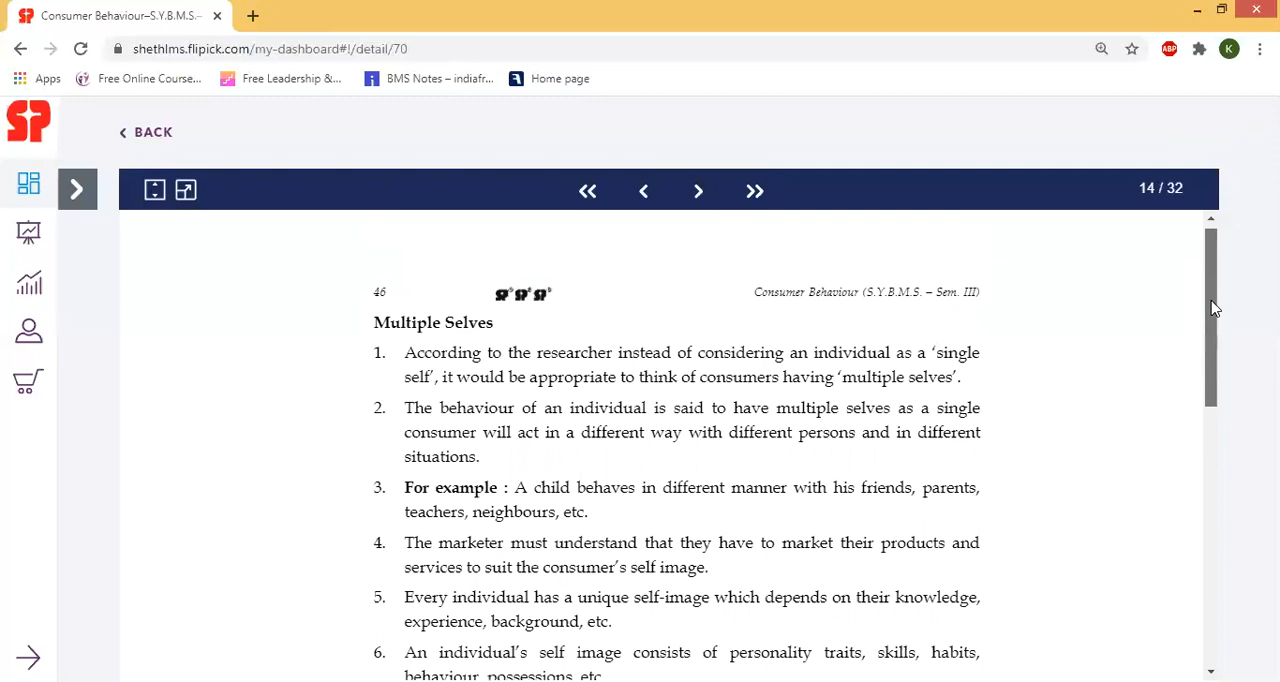 Consumer Behaviour–S.Y.B.M.S.–
shethlms.flipick.com/my-dashboard#!/detail/70
ABP
K
Apps
Free Online Course...
Free Leadership &...
BMS Notes – indiafr...
Home page
SP
BACK
14 / 32
46
Consumer Behaviour (S.Y.B.M.S. – Sem. III)
Multiple Selves
1. According to the researcher instead of considering an individual as a ‘single
self’, it would be appropriate to think of consumers having ‘multiple selves’.
2. The behaviour of an individual is said to have multiple selves as a single
consumer will act in a different way with different persons and in different
situations.
3. For example : A child behaves in different manner with his friends, parents,
teachers, neighbours, etc.
4. The marketer must understand that they have to market their products and
services to suit the consumer’s self image.
5. Every individual has a unique self-image which depends on their knowledge,
experience, background, etc.
6. An individual’s self image consists of personality traits, skills, habits,
behaviour, possessions, etc.